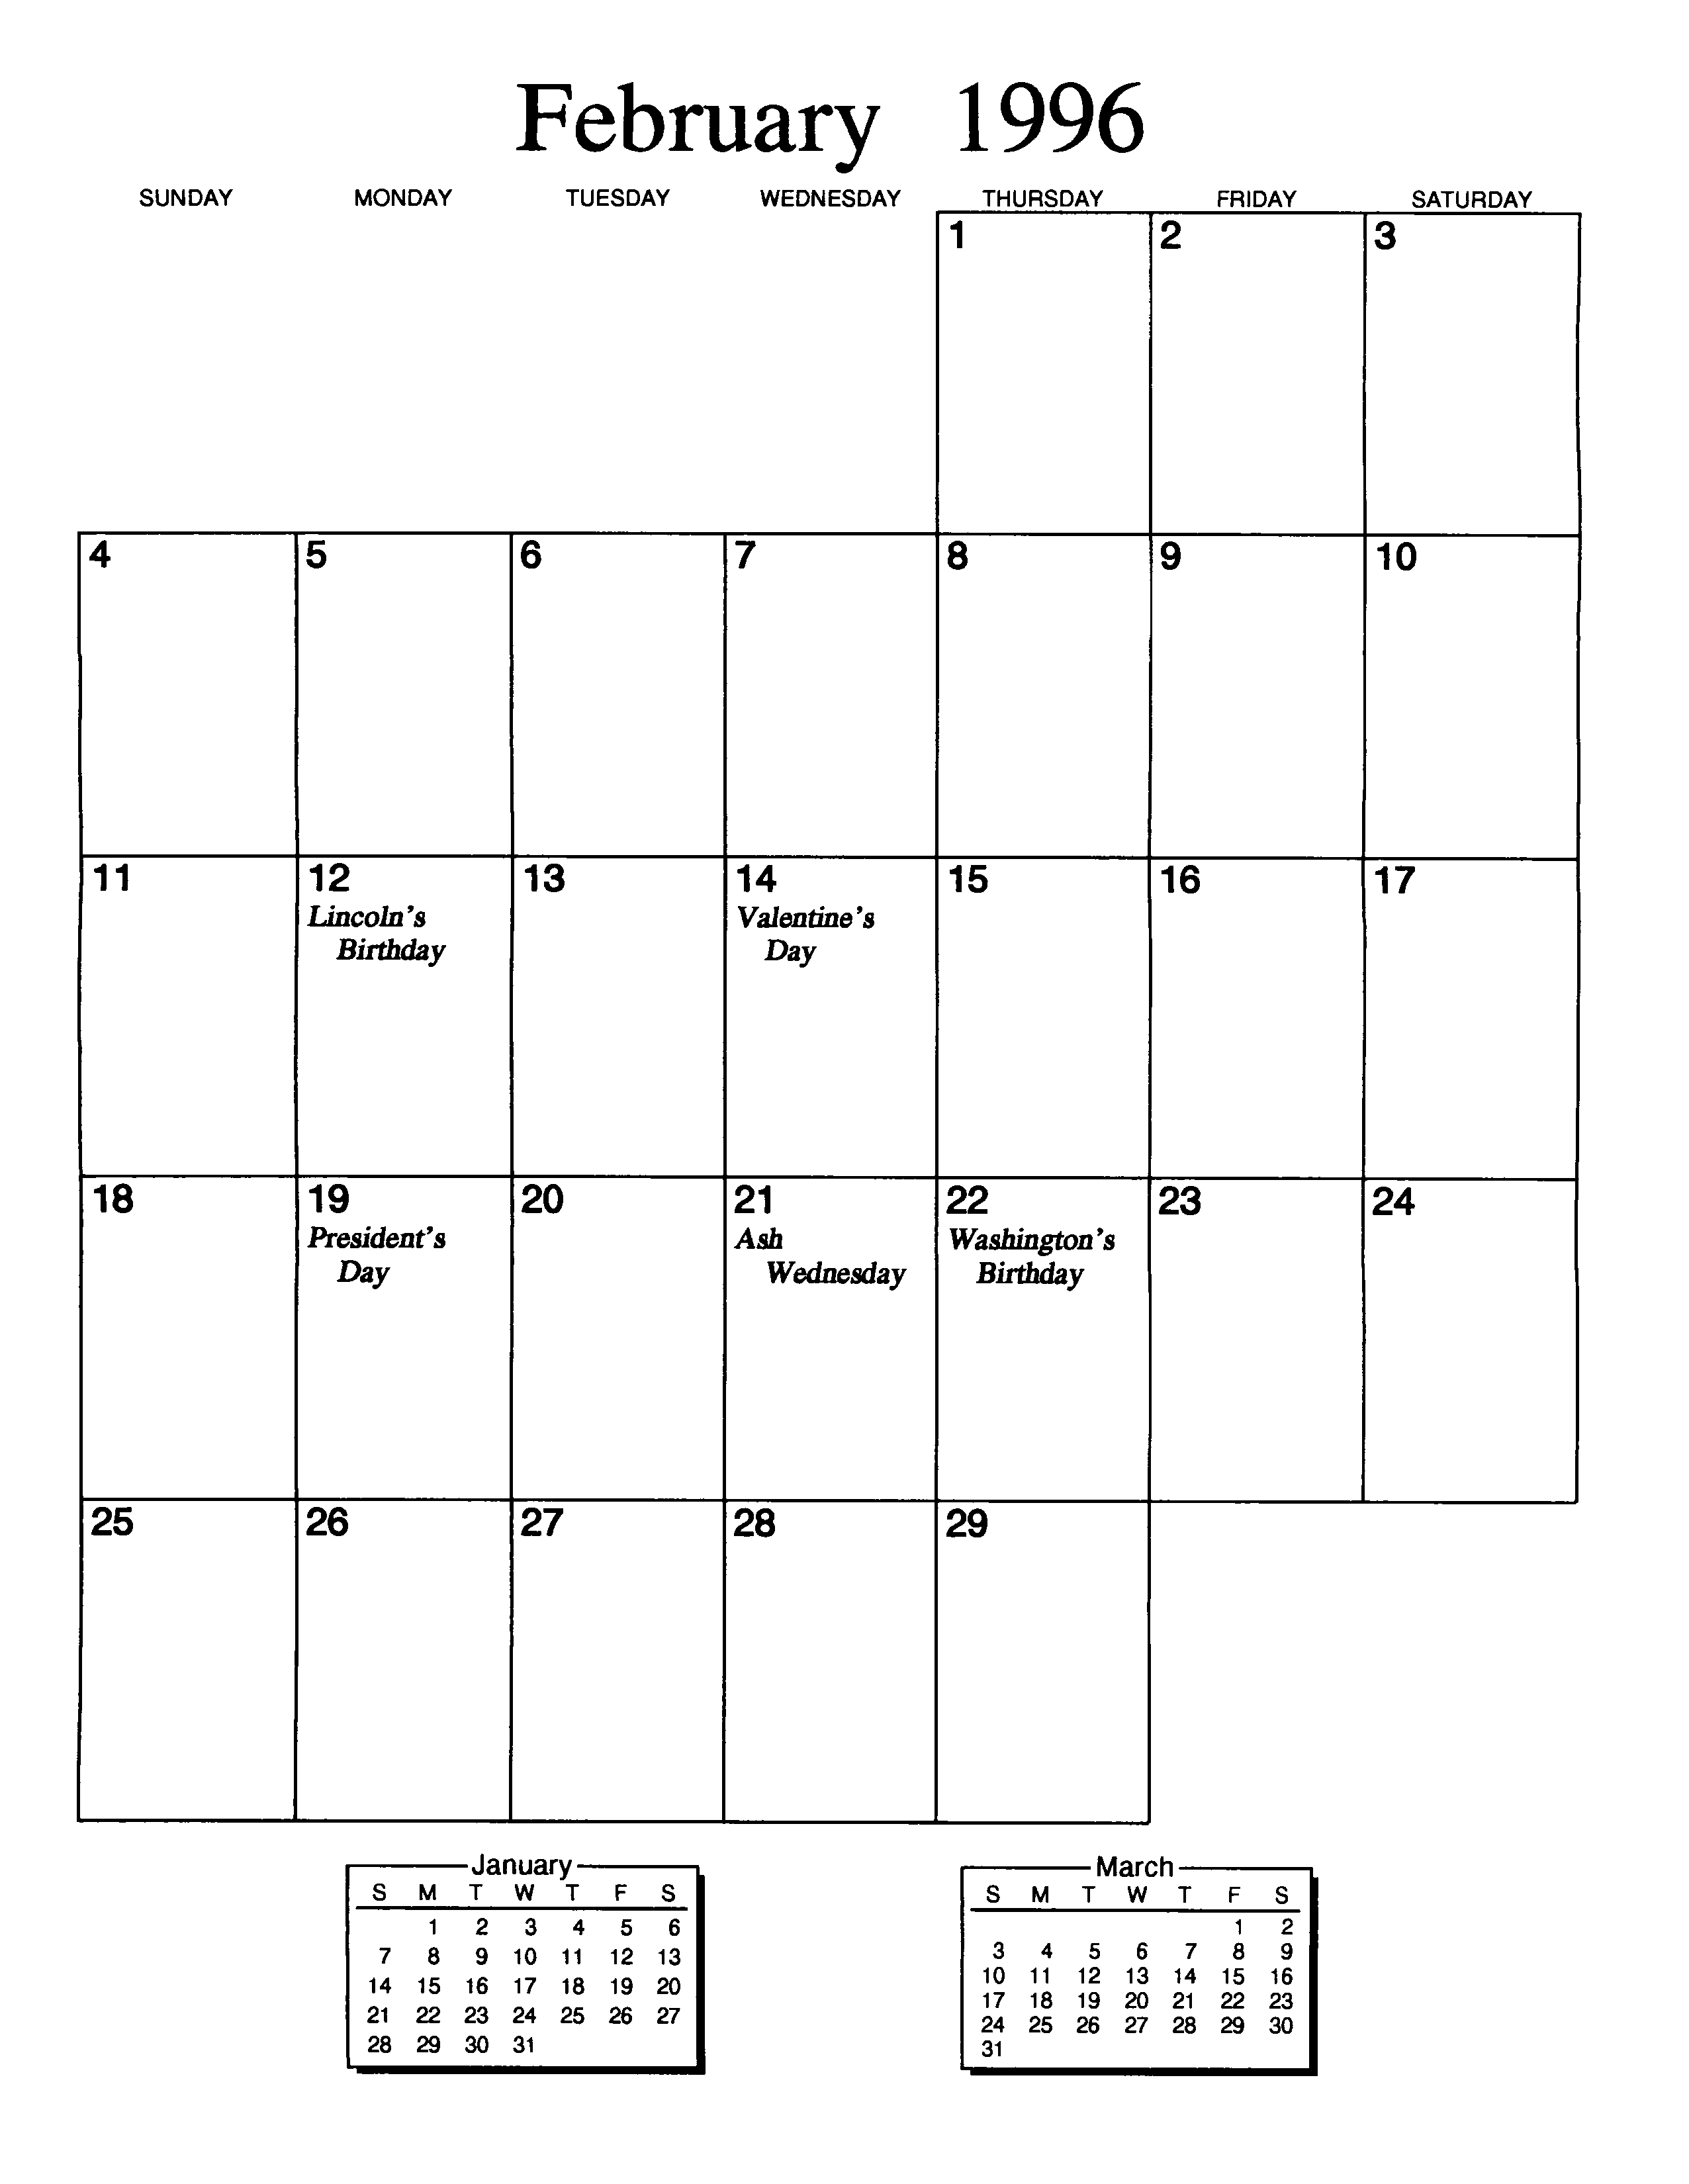 February 1996
SUNDAY MONDAY TUESDAY WEDNESDAY THURSDAY FRIDAY SATURDAY
1 2 3
4 5 6 7 8 9 10
11 12 13 14 15 16 17
Lincoln's Valentine's
Birthday Day
18 19 20 21 22 23 24
President's Ash Washington's
Day Wednesday Birthday
25 26 27 28 29
January
S M T W T F S
1 2 3 4 5 6
7 8 9 10 11 12 13
14 15 16 17 18 19 20
21 22 23 24 25 26 27
28 29 30 31
March
S M T W T F S
1 2
3 4 5 6 7 8 9
10 11 12 13 14 15 16
17 18 19 20 21 22 23
24 25 26 27 28 29 30
31